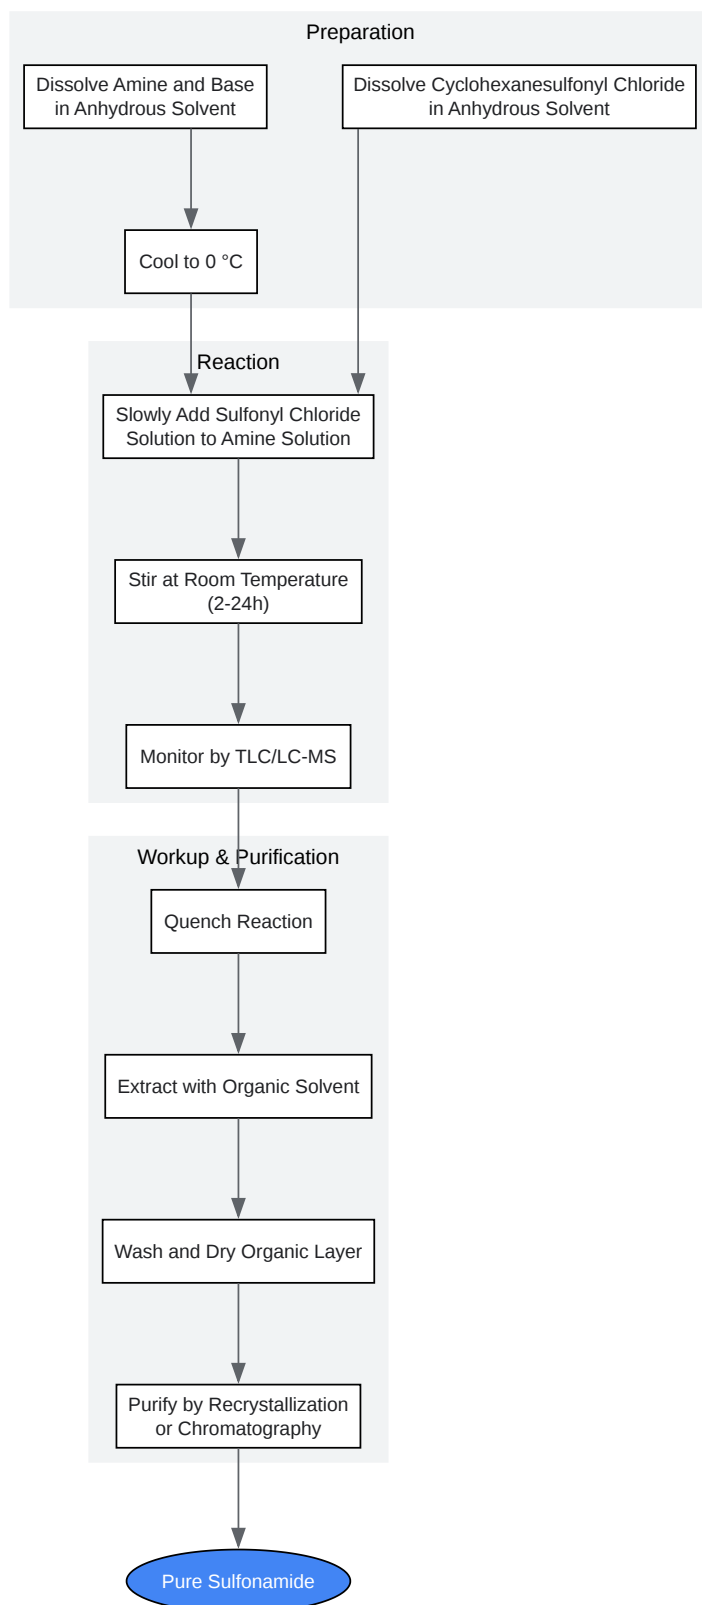 Preparation
Dissolve Amine and Base
in Anhydrous Solvent
Dissolve Cyclohexanesulfonyl Chloride
in Anhydrous Solvent
Cool to 0 °C
Reaction
Slowly Add Sulfonyl Chloride
Solution to Amine Solution
Stir at Room Temperature
(2-24h)
Monitor by TLC/LC-MS
Workup & Purification
Quench Reaction
Extract with Organic Solvent
Wash and Dry Organic Layer
Purify by Recrystallization
or Chromatography
Pure Sulfonamide